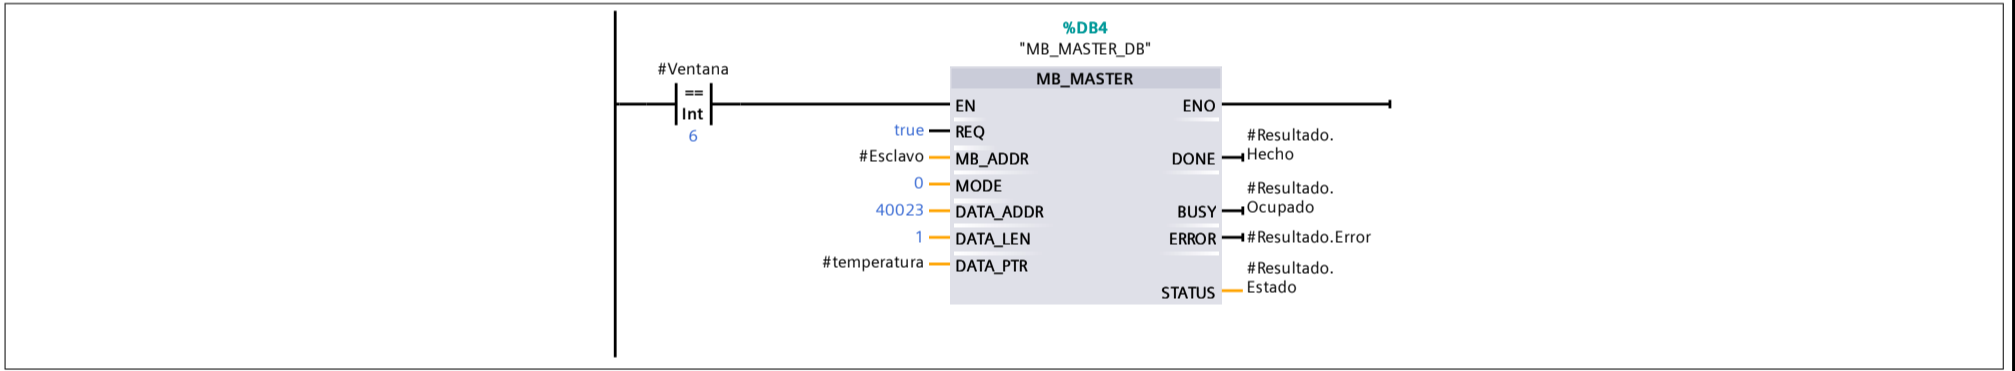 %DB4
"MB_MASTER_DB"
#Ventana
==
Int
6
MB_MASTER
EN ENO
true REQ
#Esclavo MB_ADDR DONE #Resultado.
Hecho
0 MODE
40023 DATA_ADDR BUSY #Resultado.
Ocupado
1 DATA_LEN ERROR #Resultado.Error
#temperatura DATA_PTR
STATUS #Resultado.
Estado